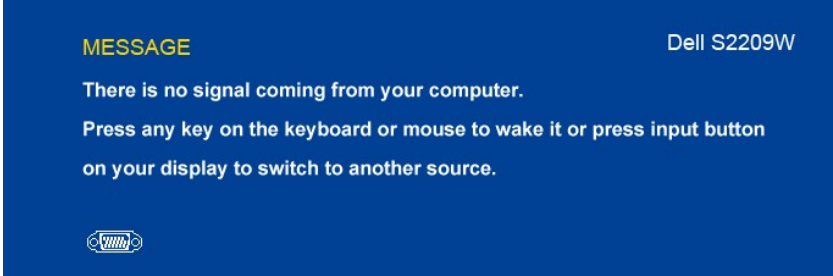 MESSAGE
Dell S2209W
There is no signal coming from your computer.
Press any key on the keyboard or mouse to wake it or press input button
on your display to switch to another source.